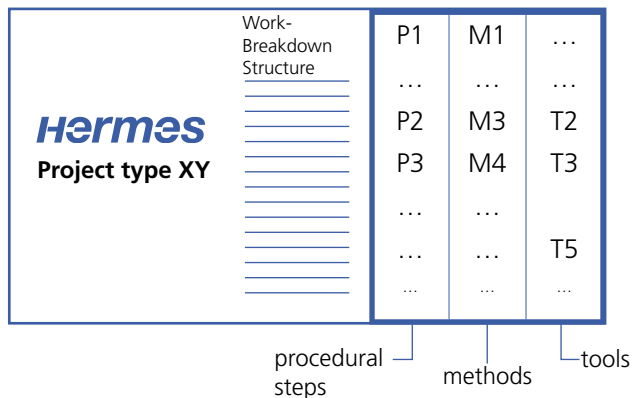 Work-
Breakdown
Structure
P1 M1 ...
... ... ...
Hermes
P2 M3 T2
Project type XY
P3 M4 T3
... ...
... ... T5
... ... ...
procedural
steps
methods
tools